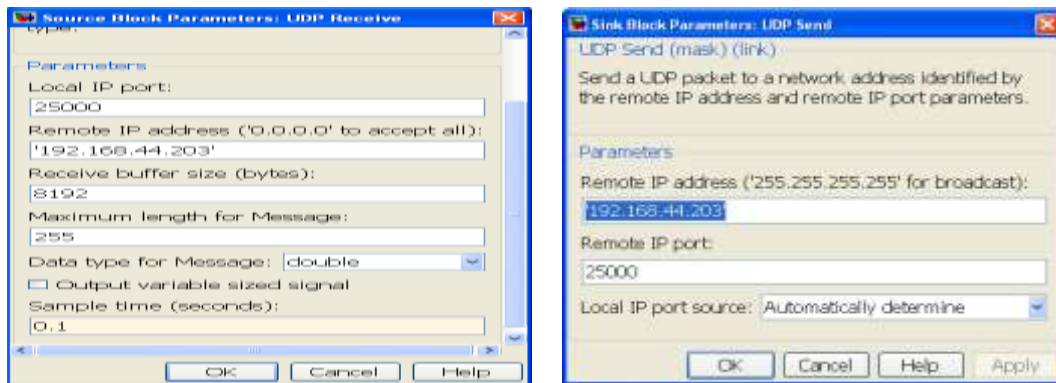 Source Block Parameters: UDP Receive
type.
Parameters
Local IP port:
25000
Remote IP address ('0.0.0.0' to accept all):
'192.168.44.203'
Receive buffer size (bytes):
8192
Maximum length for Message:
255
Data type for Message: double
Output variable sized signal
Sample time (seconds):
0.1
OK Cancel Help
Sink Block Parameters: UDP Send
UDP Send (mask) (link)
Send a UDP packet to a network address identified by
the remote IP address and remote IP port parameters.
Parameters
Remote IP address ('255.255.255.255' for broadcast):
'192.168.44.203'
Remote IP port:
25000
Local IP port source: Automatically determine
OK Cancel Help Apply